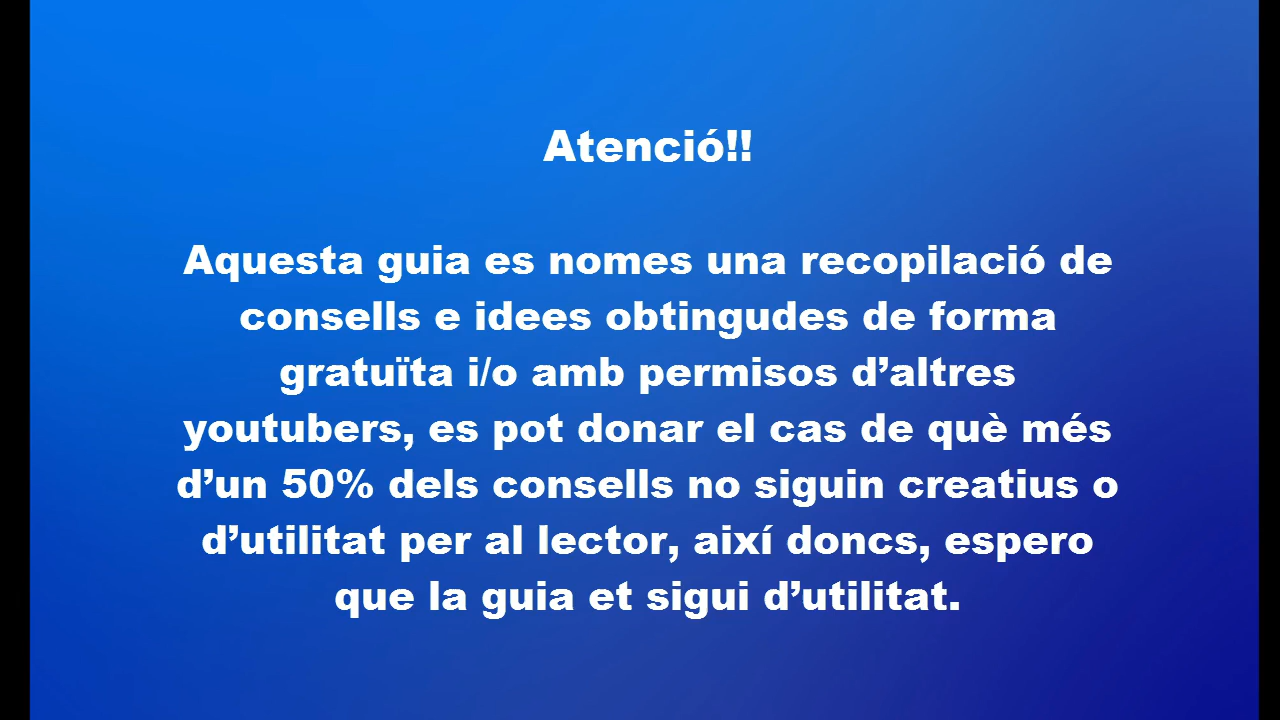 Atenció!!
Aquesta guia es nomes una recopilació de
consells e idees obtingudes de forma
gratuïta i/o amb permisos d’altres
youtubers, es pot donar el cas de què més
d’un 50% dels consells no siguin creatius o
d’utilitat per al lector, així doncs, espero
que la guia et sigui d’utilitat.